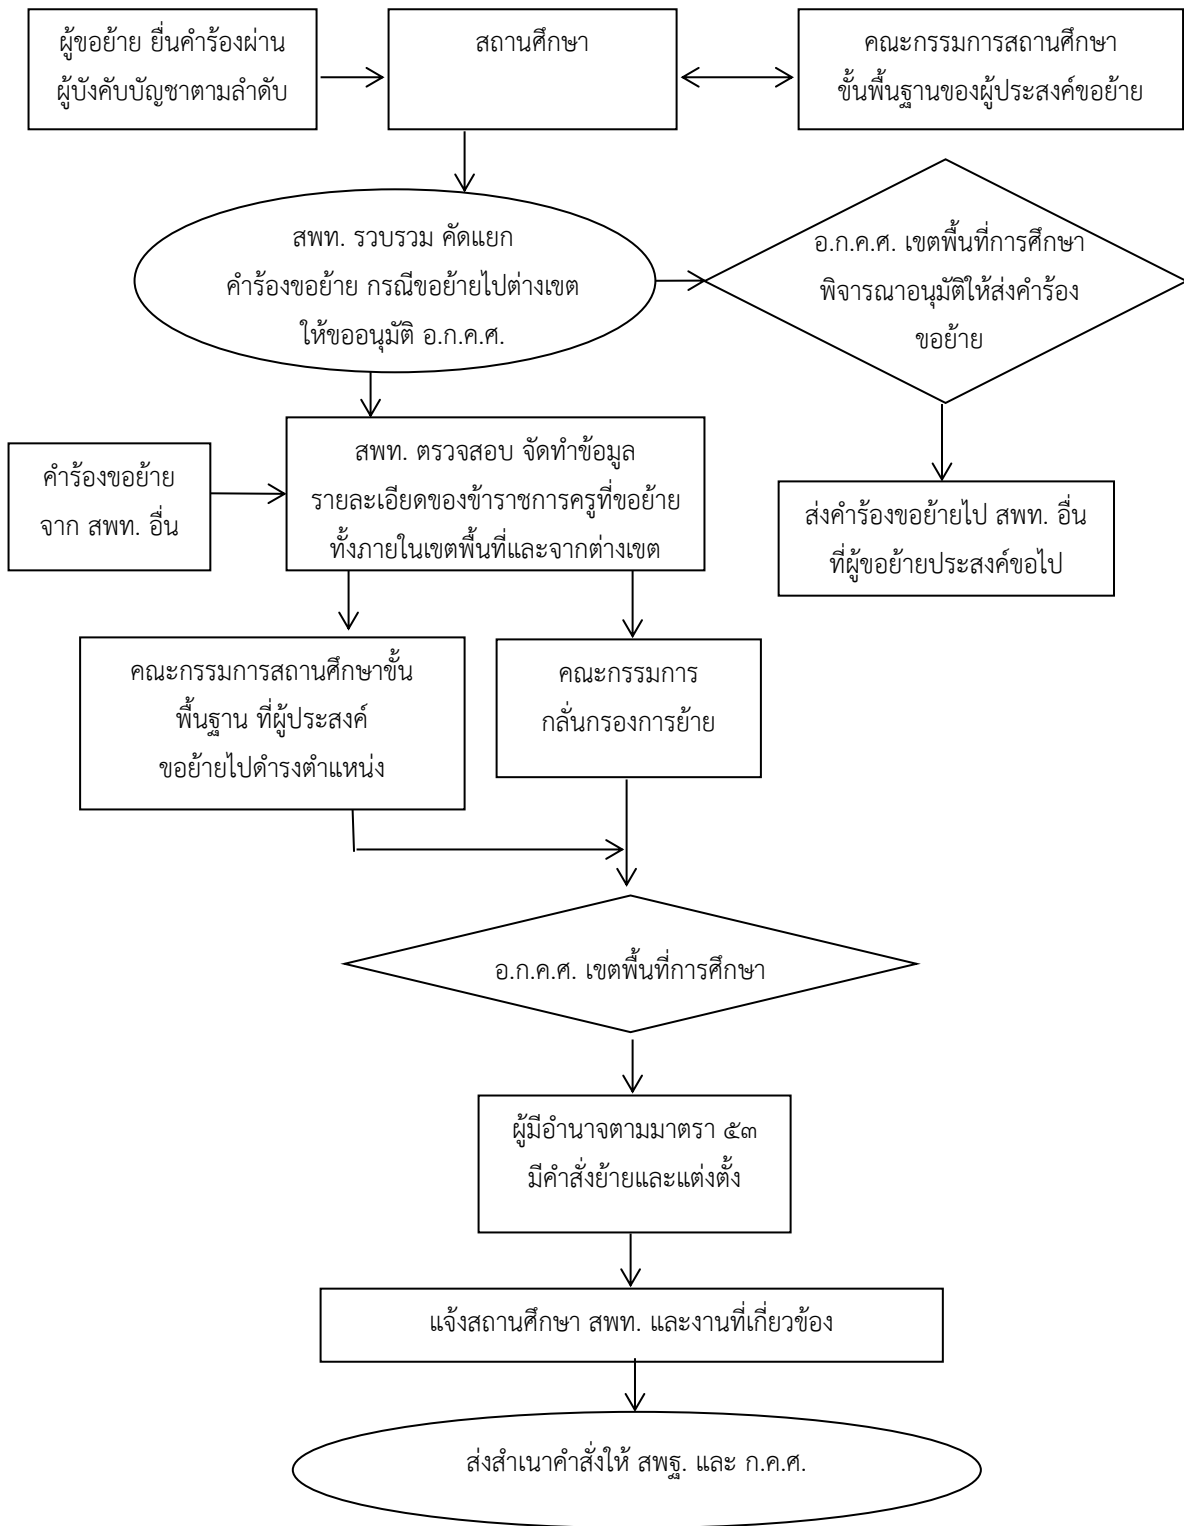 ผู้ขอย้าย ยื่นคำร้องผ่าน
ผู้บังคับบัญชาตามลำดับ
สถานศึกษา
คณะกรรมการสถานศึกษา
ขั้นพื้นฐานของผู้ประสงค์ขอย้าย
สพท. รวบรวม คัดแยก
คำร้องขอย้าย กรณีขอย้ายไปต่างเขต
ให้ขออนุมัติ อ.ก.ค.ศ.
อ.ก.ค.ศ. เขตพื้นที่การศึกษา
พิจารณาอนุมัติให้ส่งคำร้อง
ขอย้าย
คำร้องขอย้าย
จาก สพท. อื่น
สพท. ตรวจสอบ จัดทำข้อมูล
รายละเอียดของข้าราชการครูที่ขอย้าย
ทั้งภายในเขตพื้นที่และจากต่างเขต
ส่งคำร้องขอย้ายไป สพท. อื่น
ที่ผู้ขอย้ายประสงค์ขอไป
คณะกรรมการสถานศึกษาขั้น
พื้นฐาน ที่ผู้ประสงค์
ขอย้ายไปดำรงตำแหน่ง
คณะกรรมการ
กลั่นกรองการย้าย
อ.ก.ค.ศ. เขตพื้นที่การศึกษา
ผู้มีอำนาจตามมาตรา ๕๓
มีคำสั่งย้ายและแต่งตั้ง
แจ้งสถานศึกษา สพท. และงานที่เกี่ยวข้อง
ส่งสำเนาคำสั่งให้ สพฐ. และ ก.ค.ศ.